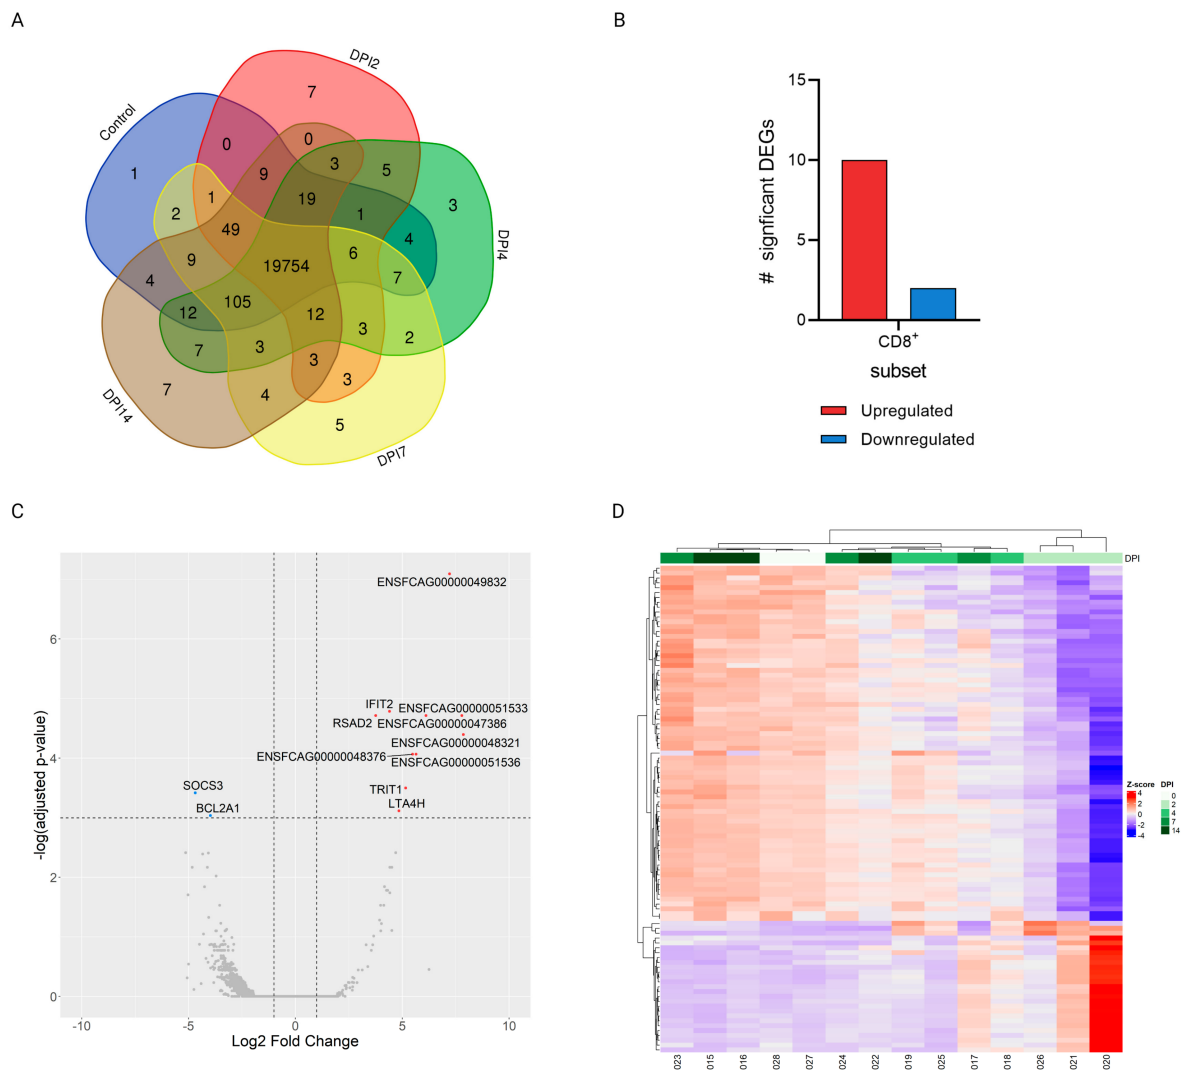 A
B
DPI2
Control
7
0
0
1
9
3
5
3
1
2
19
1
4
DPI4
49
6
9
19754
7
4
105
12
12
3
2
7
3
3
7
4
3
DPI14
5
DPI7
15
10
5
0
# signficant DEGs
CD8+
subset
Upregulated
Downregulated
C
D
ENSFCAG00000049832
6
IFIT2
ENSFCAG00000051533
RSAD2
ENSFCAG00000047386
ENSFCAG00000048321
ENSFCAG00000048376
ENSFCAG00000051536
4
SOCS3
TRIT1
BCL2A1
LTA4H
2
0
-log(adjusted p-value)
-10
-5
0
5
10
Log2 Fold Change
DPI
Z-score
4
2
0
-2
-4
DPI
0
2
4
7
14
023
015
016
028
027
024
022
019
025
017
018
026
021
020